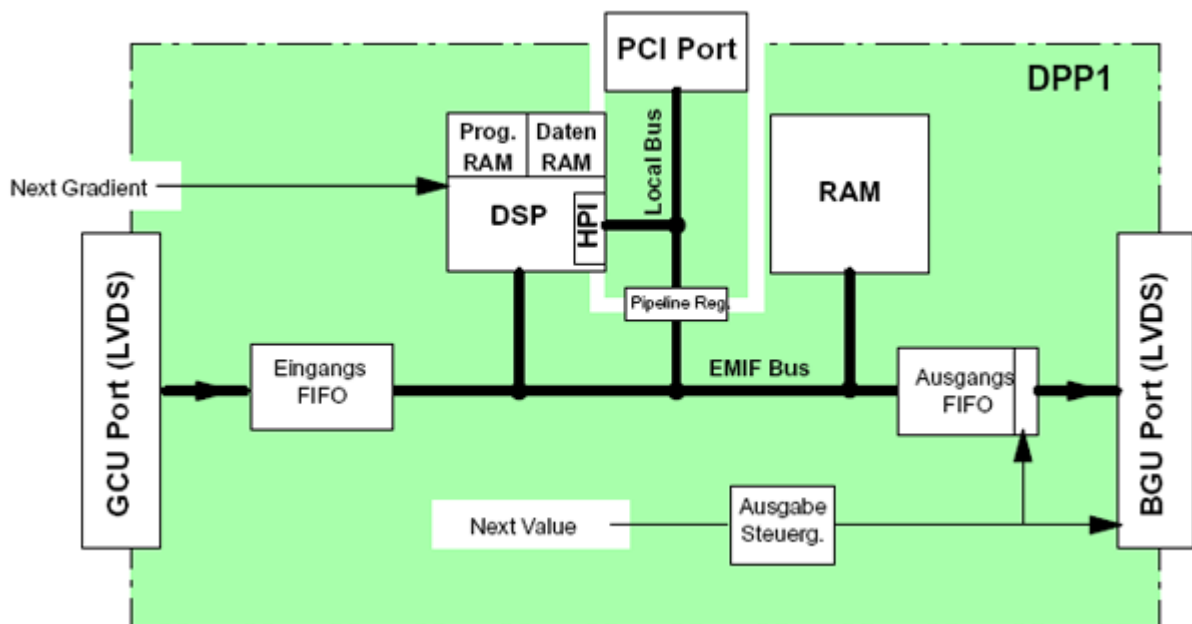 PCI Port
DPP1
Prog.
RAM
Daten
RAM
Local Bus
RAM
Next Gradient
DSP
HPI
Pipeline Reg.
GCU Port (LVDS)
Eingangs
FIFO
EMIF Bus
Ausgangs
FIFO
BGU Port (LVDS)
Next Value
Ausgabe
Steuerg.